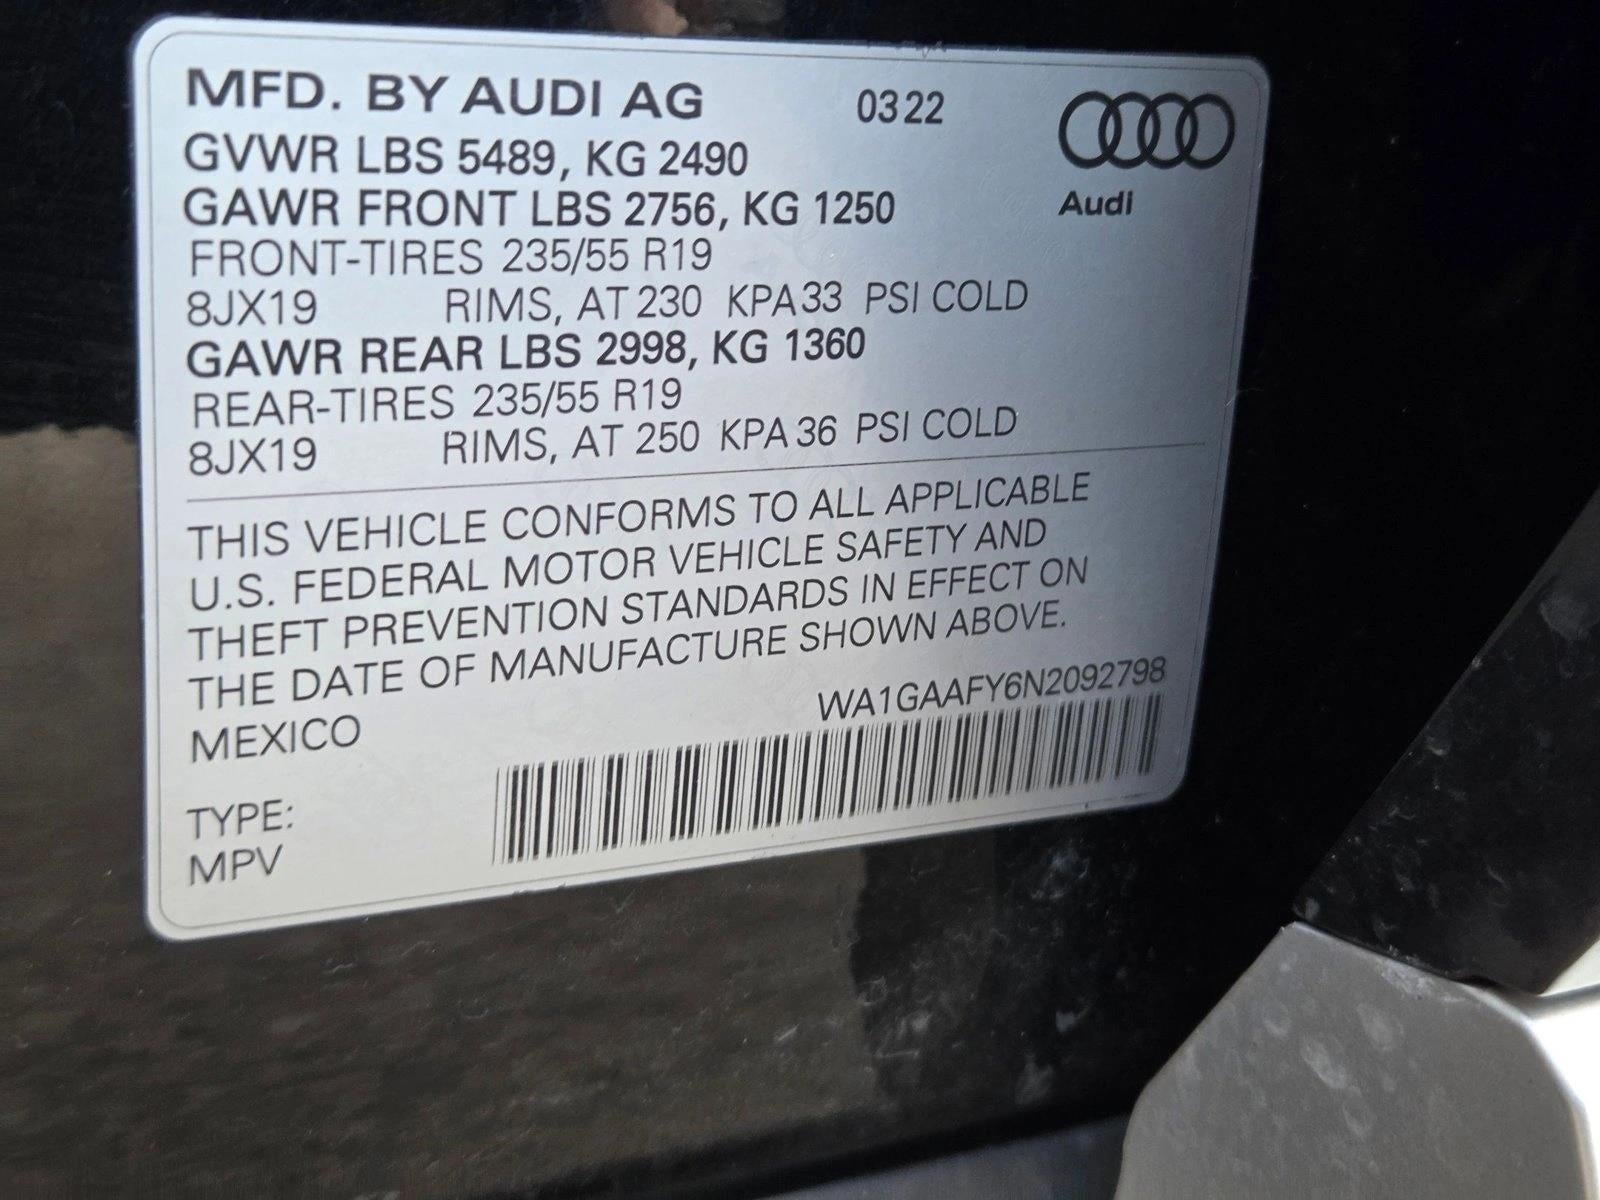 MFD. BY AUDI AG 0322
GVWR LBS 5489, KG 2490
GAWR FRONT LBS 2756, KG 1250
Audi
FRONT-TIRES 235/55 R19
8JX19 RIMS, AT 230 KPA 33 PSI COLD
GAWR REAR LBS 2998, KG 1360
REAR-TIRES 235/55 R19
8JX19 RIMS, AT 250 KPA 36 PSI COLD
THIS VEHICLE CONFORMS TO ALL APPLICABLE
U.S. FEDERAL MOTOR VEHICLE SAFETY AND
THEFT PREVENTION STANDARDS IN EFFECT ON
THE DATE OF MANUFACTURE SHOWN ABOVE.
MEXICO
WA1GAAFY6N2092798
TYPE:
MPV